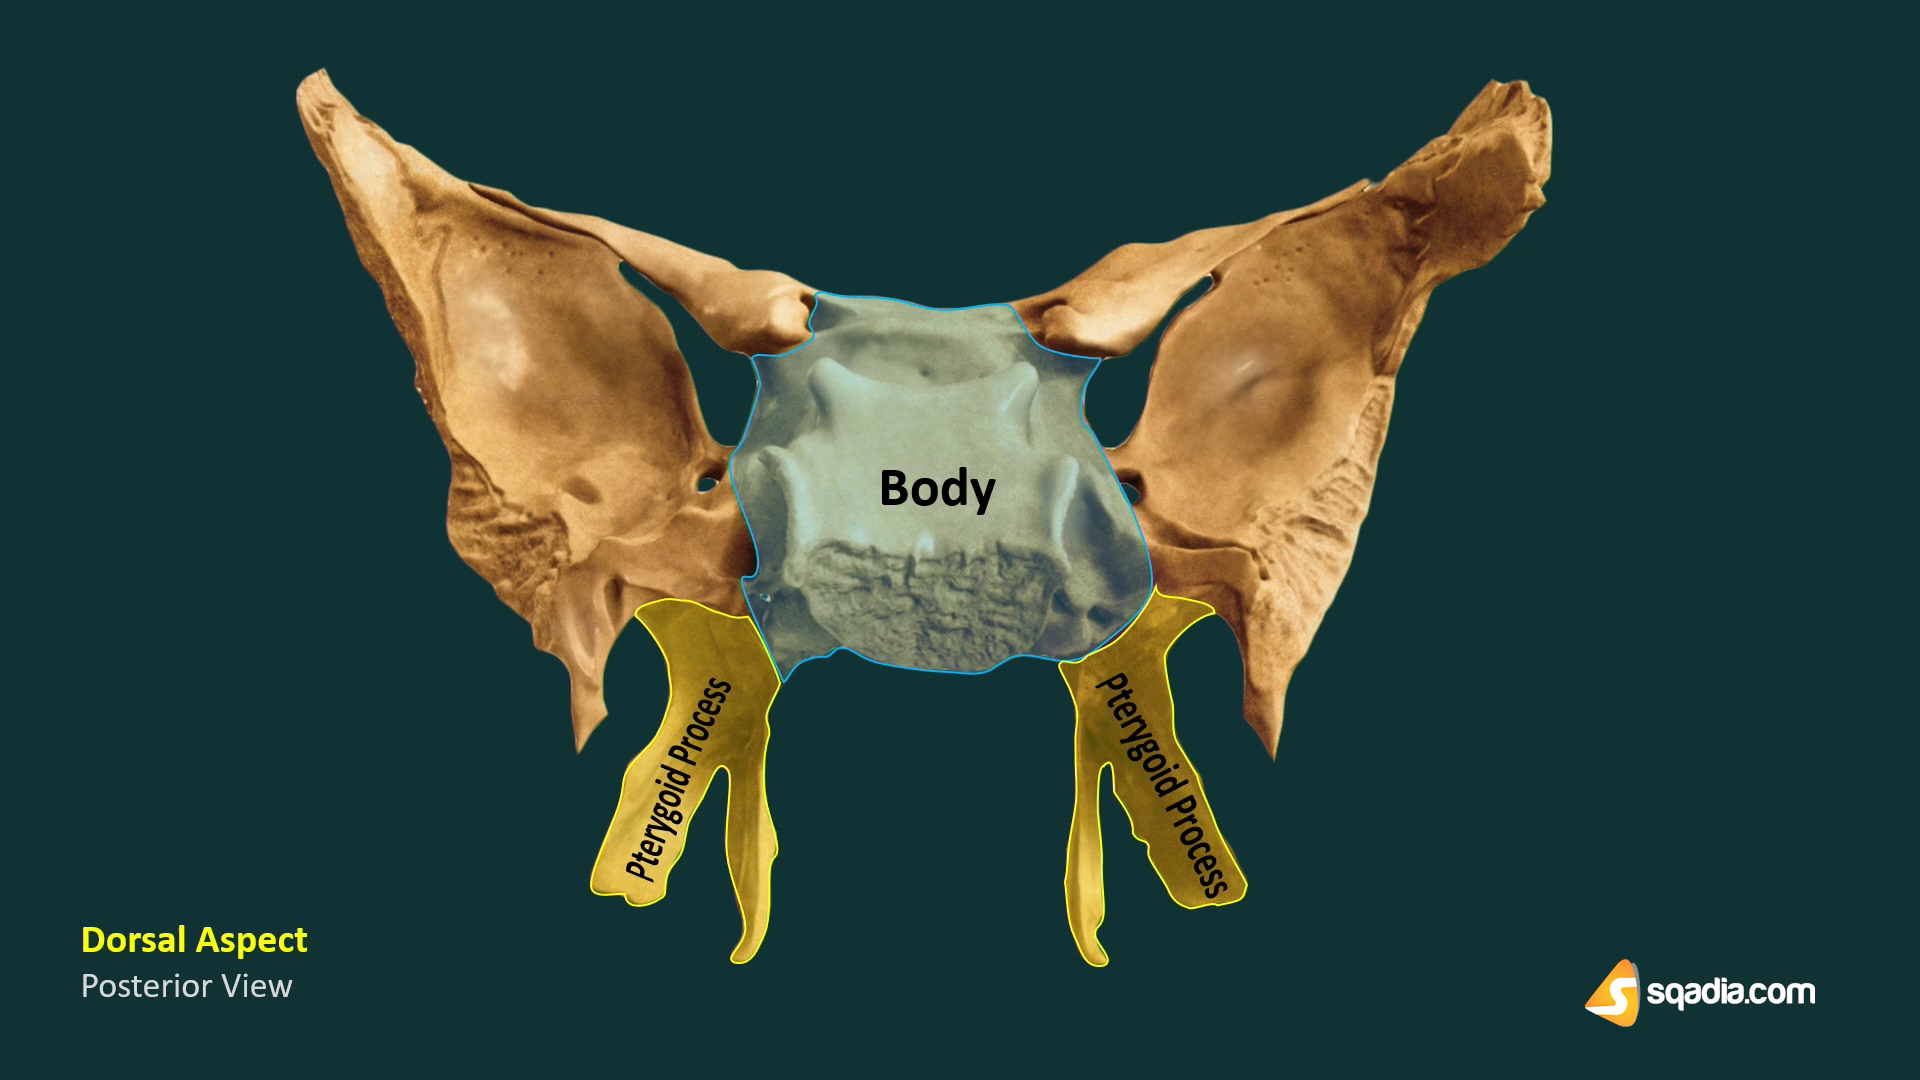 Body
Pterygoid Process
Pterygoid Process
Dorsal Aspect
Posterior View
sqadia.com